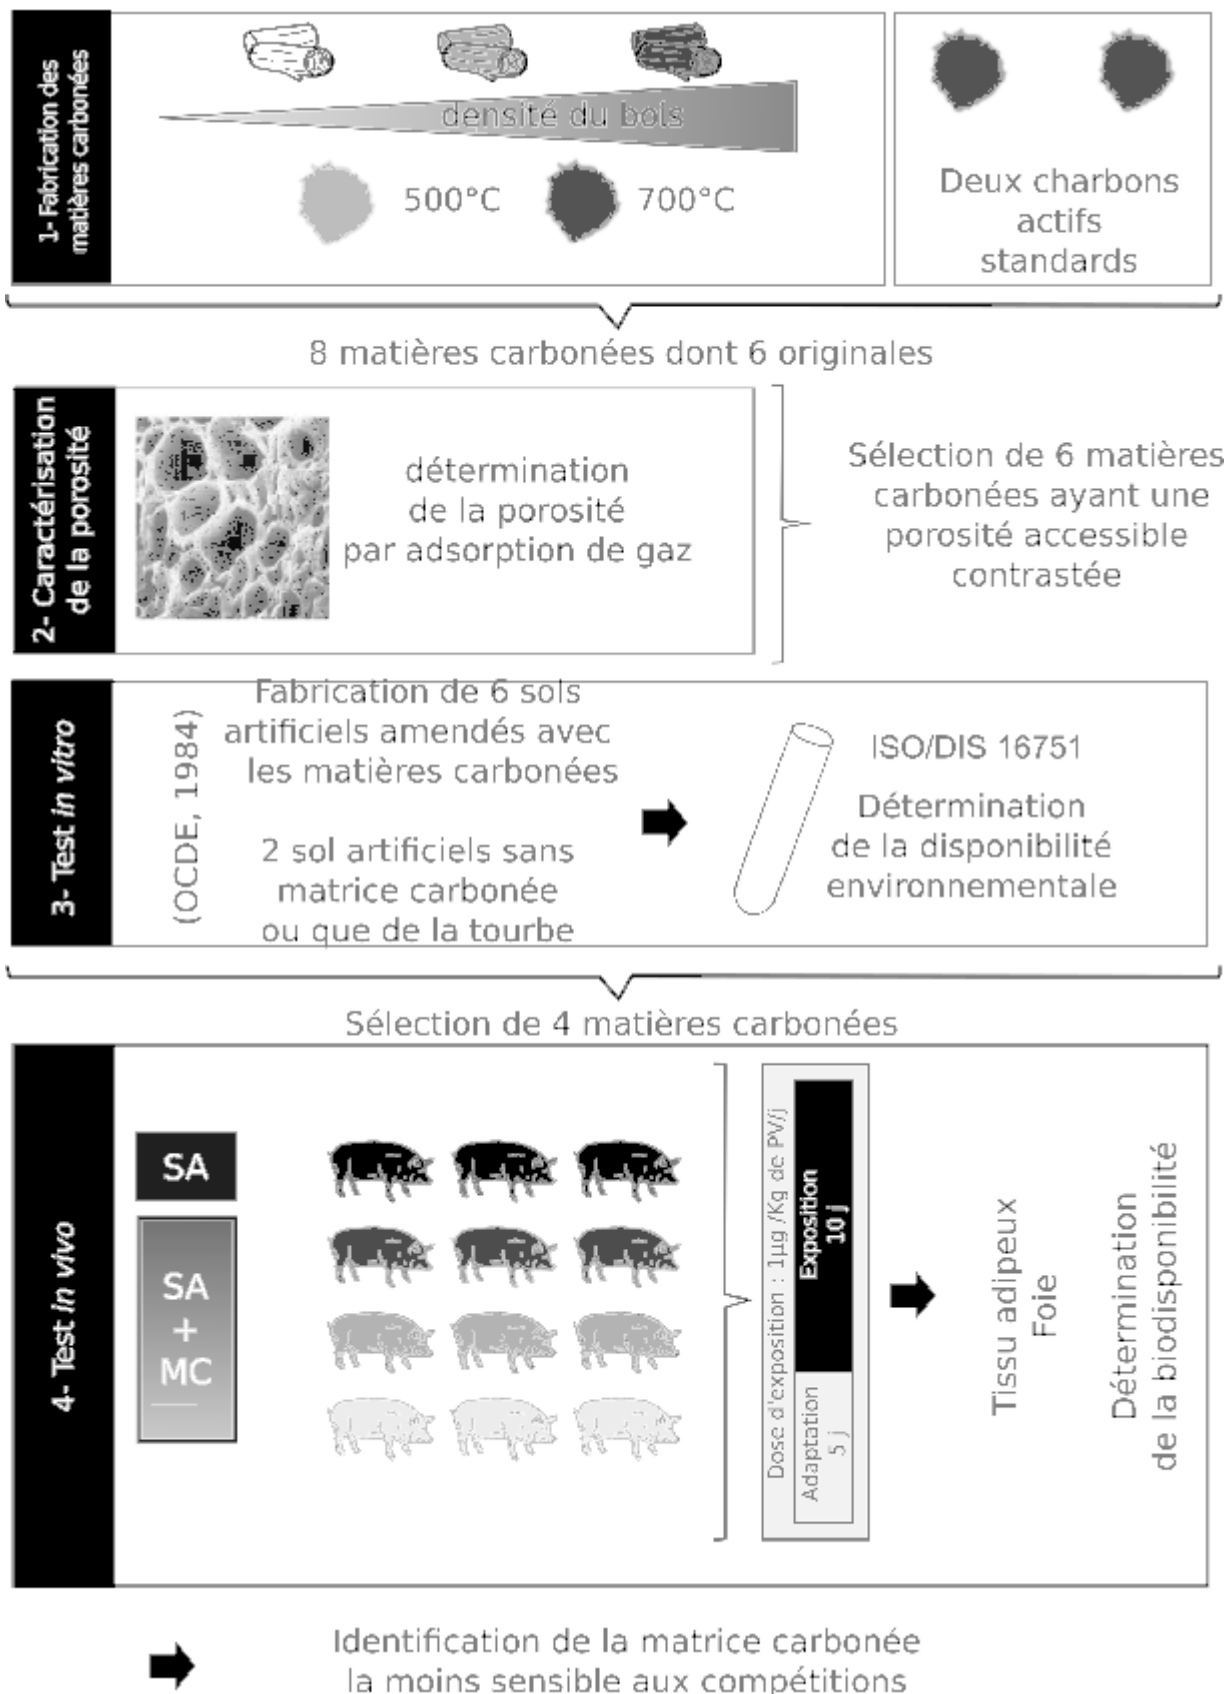 1- Fabrication des
matières carbonées
densité du bois
500°C
700°C
Deux charbons
actifs
standards
8 matières carbonées dont 6 originales
2- Caractérisation
de la porosité
détermination
de la porosité
par adsorption de gaz
Sélection de 6 matières
carbonées ayant une
porosité accessible
contrastée
3- Test in vitro
(OCDE, 1984)
Fabrication de 6 sols
artificiels amendés avec
les matières carbonées
2 sol artificiels sans
matrice carbonée
ou que de la tourbe
ISO/DIS 16751
Détermination
de la disponibilité
environnementale
Sélection de 4 matières carbonées
4- Test in vivo
SA
SA
+
MC
Dose d'exposition : 1µg /Kg de PV/j
Exposition
10 j
Adaptation
5 j
Tissu adipeux
Foie
Détermination
de la biodisponibilité
Identification de la matrice carbonée
la moins sensible aux compétitions